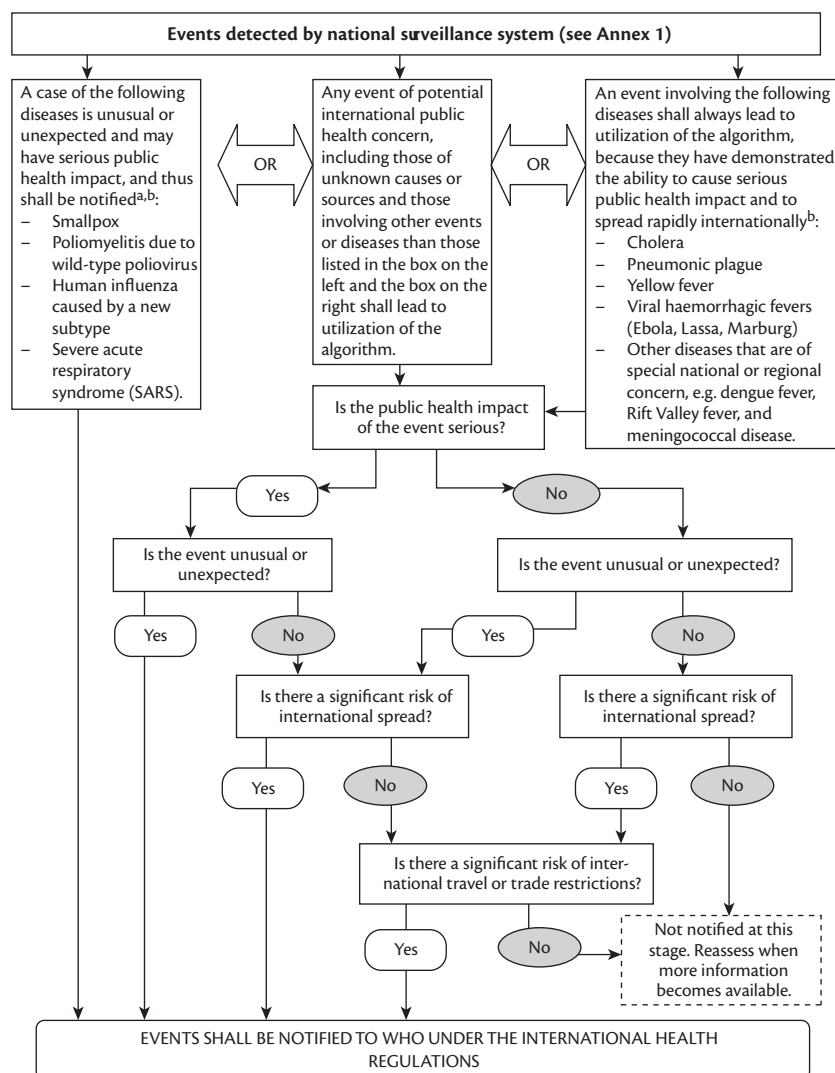 Events detected by national surveillance system (see Annex 1)
A case of the following
diseases is unusual or
unexpected and may
have serious public
health impact, and thus
shall be notifiedᵃ,ᵇ:
– Smallpox
– Poliomyelitis due to
wild-type poliovirus
– Human influenza
caused by a new
subtype
– Severe acute
respiratory
syndrome (SARS).
OR
Any event of potential
international public
health concern,
including those of
unknown causes or
sources and those
involving other events
or diseases than those
listed in the box on the
left and the box on the
right shall lead to
utilization of the
algorithm.
OR
An event involving the following
diseases shall always lead to
utilization of the algorithm,
because they have demonstrated
the ability to cause serious
public health impact and to
spread rapidly internationallyᵇ:
– Cholera
– Pneumonic plague
– Yellow fever
– Viral haemorrhagic fevers
(Ebola, Lassa, Marburg)
– Other diseases that are of
special national or regional
concern, e.g. dengue fever,
Rift Valley fever, and
meningococcal disease.
Is the public health impact
of the event serious?
Yes
No
Is the event unusual or
unexpected?
Is the event unusual or unexpected?
Yes
No
Yes
No
Is there a significant risk of
international spread?
Is there a significant risk of
international spread?
Yes
No
Yes
No
Is there a significant risk of inter-
national travel or trade restrictions?
Yes
No
Not notified at this
stage. Reassess when
more information
becomes available.
EVENTS SHALL BE NOTIFIED TO WHO UNDER THE INTERNATIONAL HEALTH
REGULATIONS